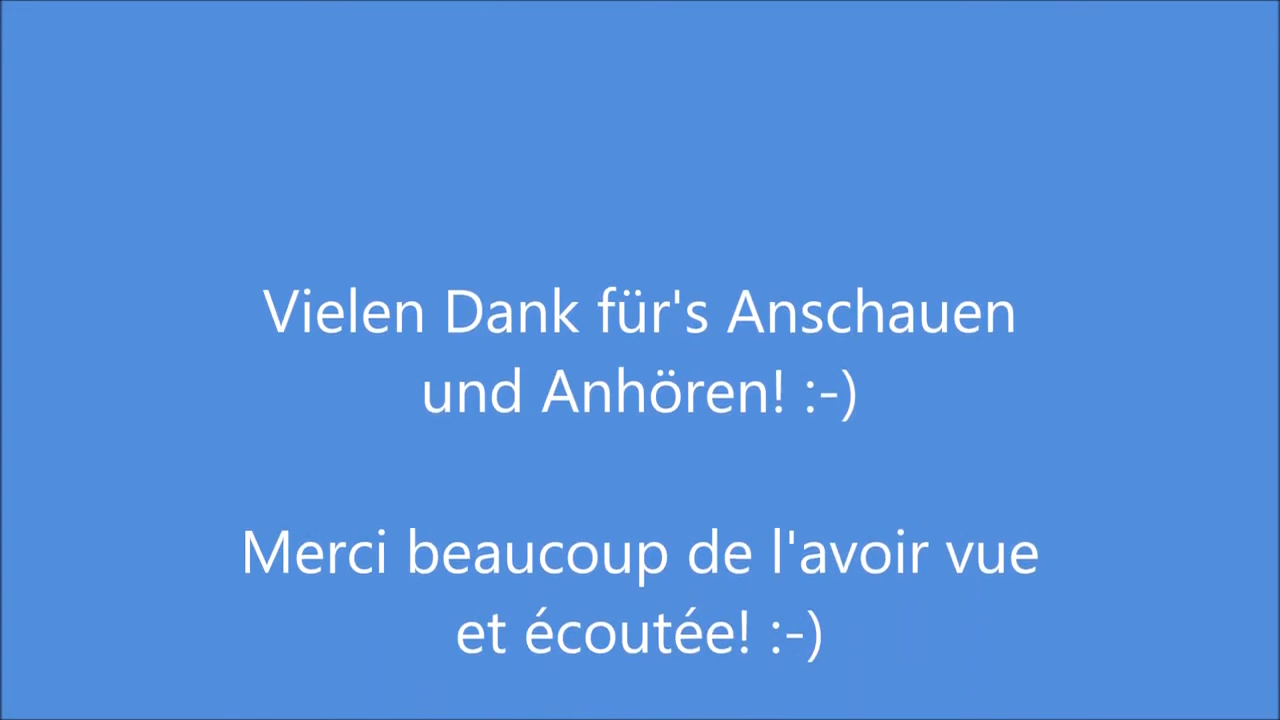 Vielen Dank für's Anschauen
und Anhören! :-)
Merci beaucoup de l'avoir vue
et écoutée! :-)